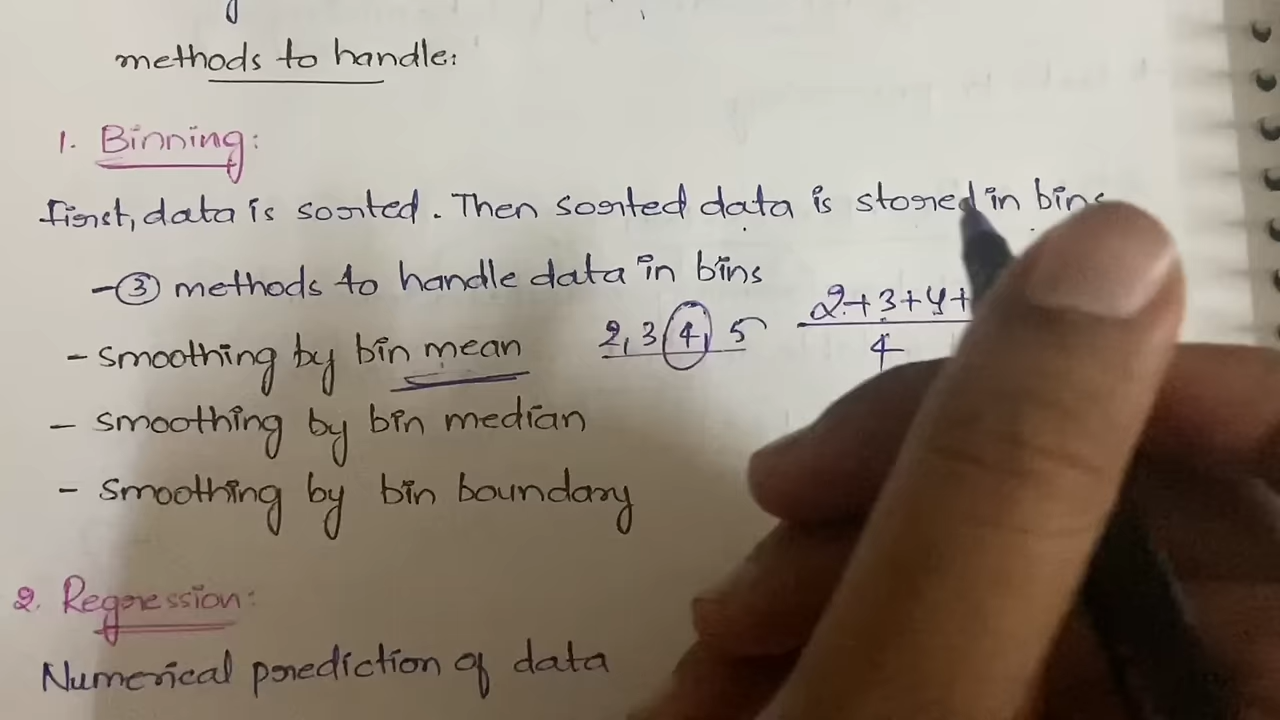 methods to handle:
1. Binning:
first, data is sorted. Then sorted data is stored in bins
- ③ methods to handle data in bins
- smoothing by bin mean 2, 3, 4, 5 2+3+4+
4
- smoothing by bin median
- smoothing by bin boundary
2. Regression:
Numerical prediction of data